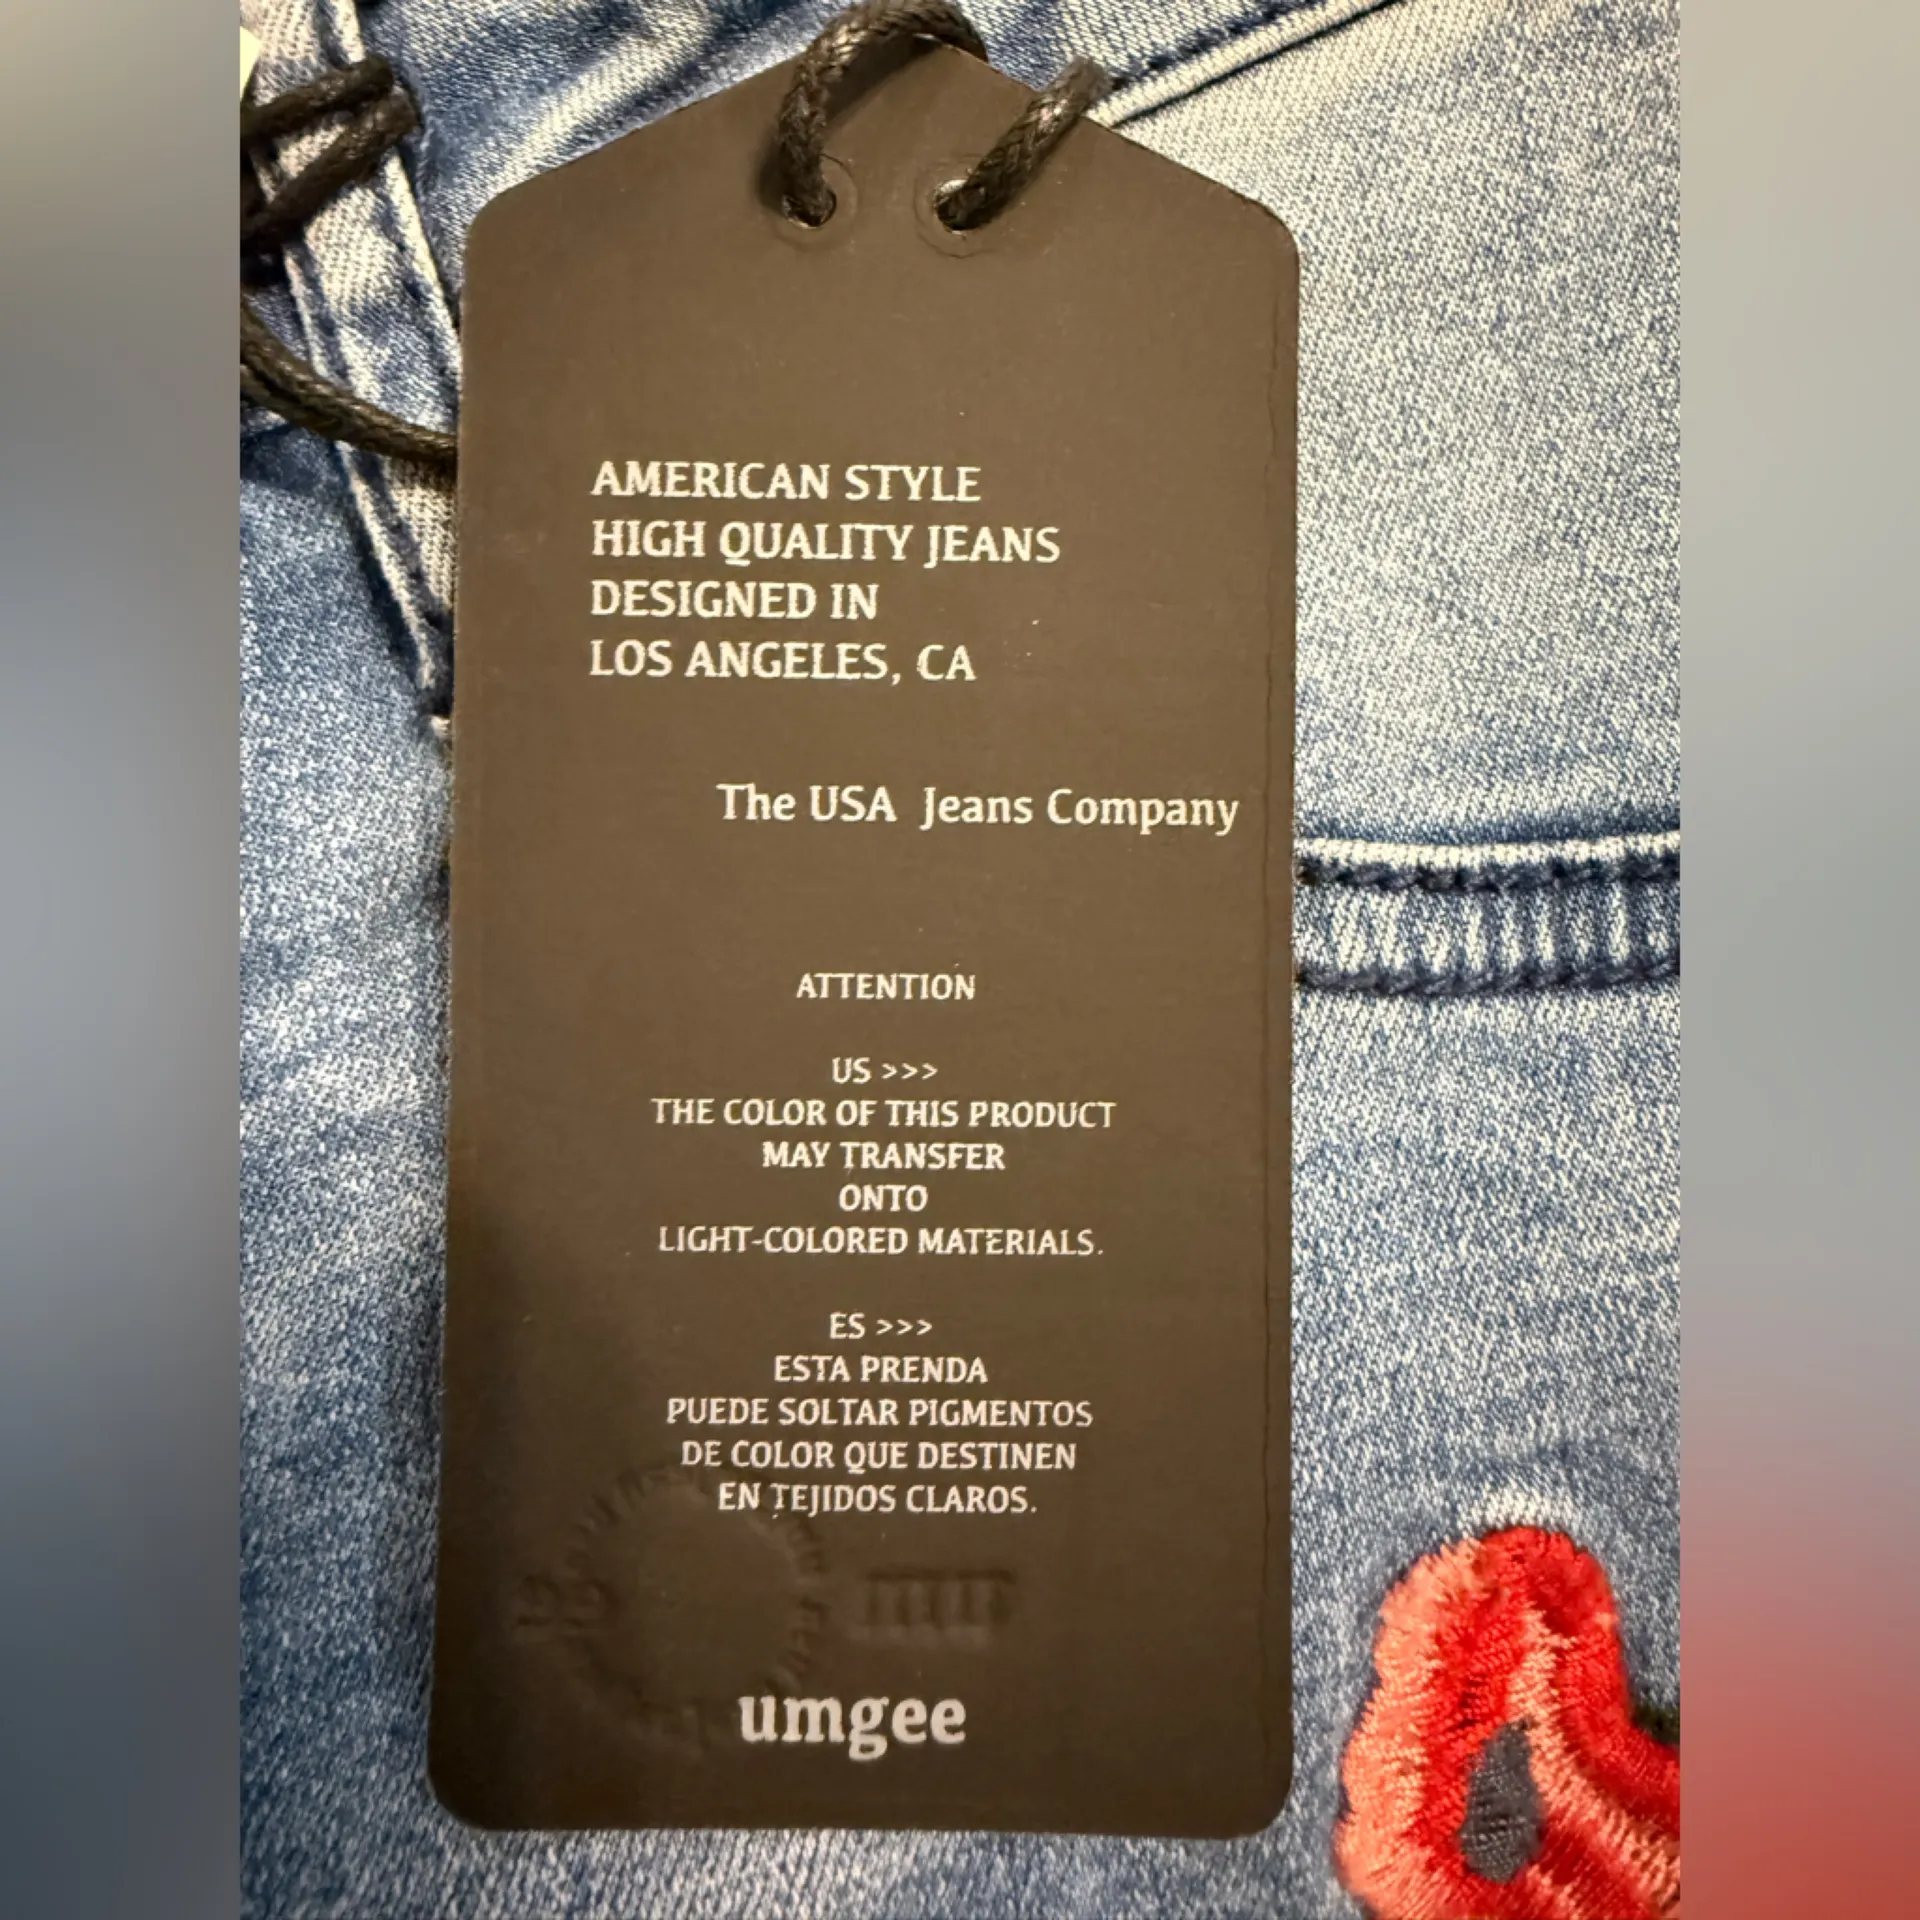 AMERICAN STYLE
HIGH QUALITY JEANS
DESIGNED IN
LOS ANGELES, CA
The USA Jeans Company
ATTENTION
US >>>
THE COLOR OF THIS PRODUCT
MAY TRANSFER
ONTO
LIGHT-COLORED MATERIALS.
ES >>>
ESTA PRENDA
PUEDE SOLTAR PIGMENTOS
DE COLOR QUE DESTINEN
EN TEJIDOS CLAROS.
umgee